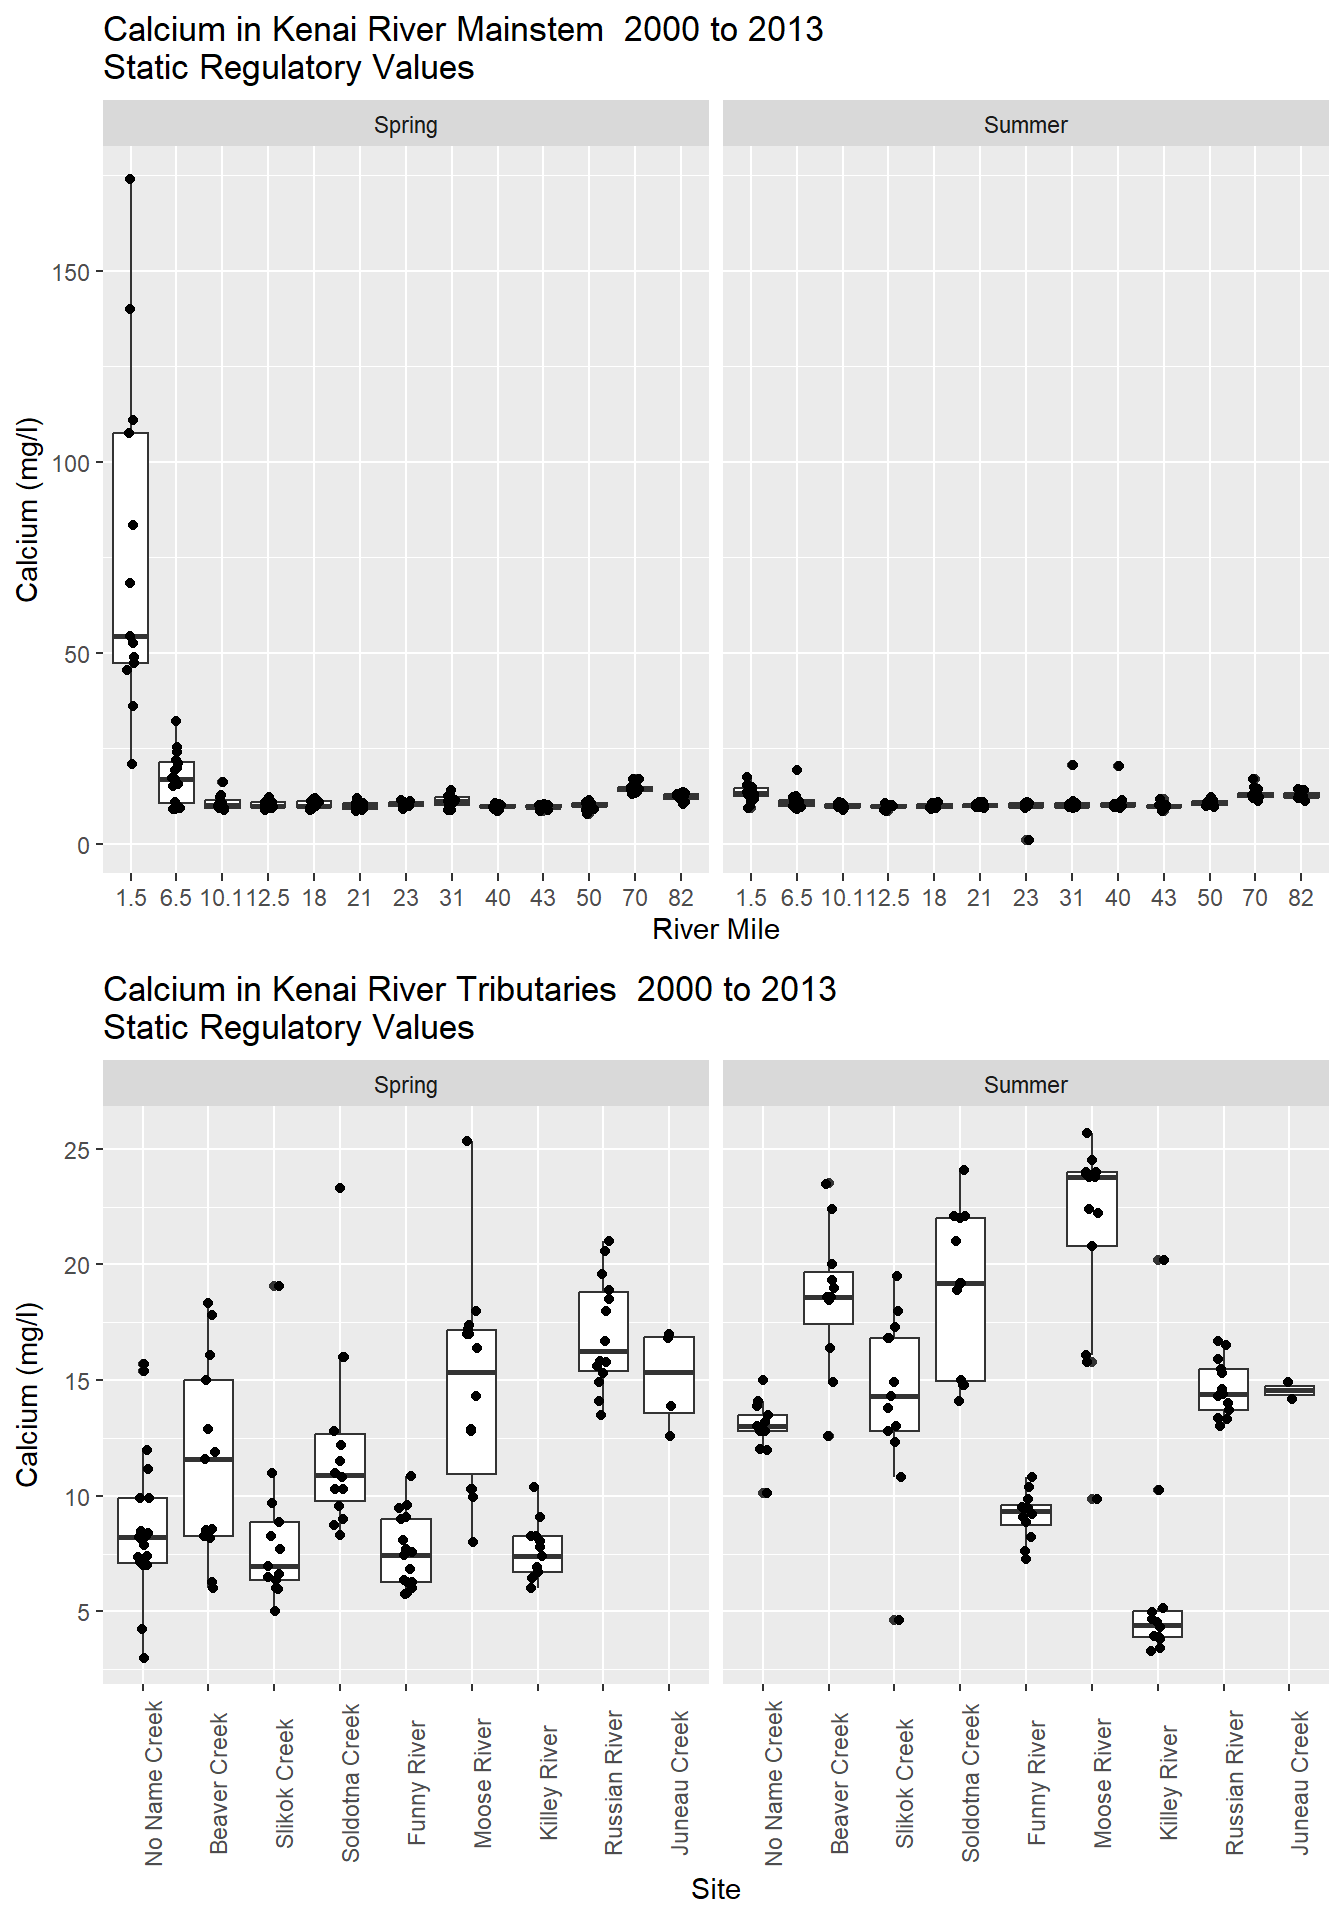 Calcium in Kenai River Mainstem  2000 to 2013
Static Regulatory Values
Spring
Summer
Calcium (mg/l)
150
100
50
0
1.5 6.5 10.1 12.5 18 21 23 31 40 43 50 70 82
1.5 6.5 10.1 12.5 18 21 23 31 40 43 50 70 82
River Mile
Calcium in Kenai River Tributaries  2000 to 2013
Static Regulatory Values
Spring
Summer
Calcium (mg/l)
25
20
15
10
5
No Name Creek
Beaver Creek
Slikok Creek
Soldotna Creek
Funny River
Moose River
Killey River
Russian River
Juneau Creek
No Name Creek
Beaver Creek
Slikok Creek
Soldotna Creek
Funny River
Moose River
Killey River
Russian River
Juneau Creek
Site